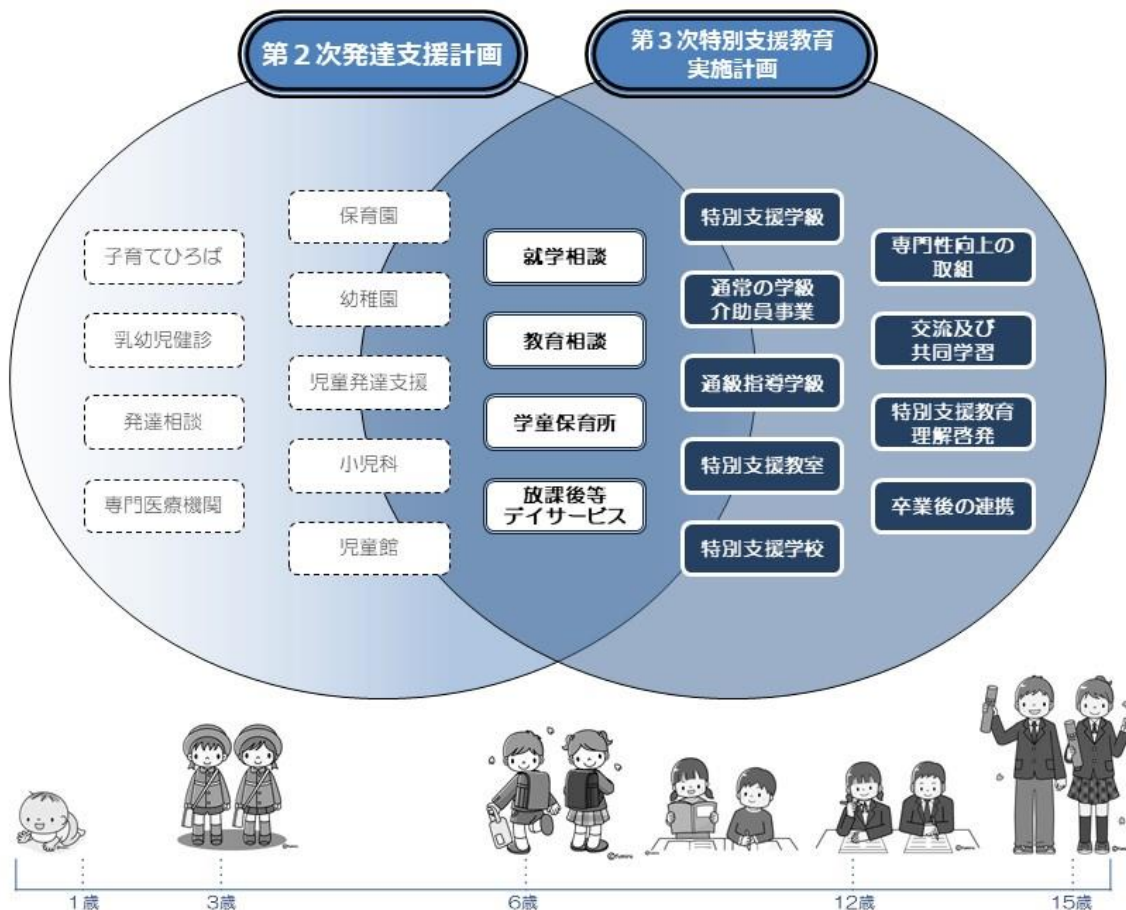 第２次発達支援計画
第３次特別支援教育
実施計画
子育てひろば
乳幼児健診
発達相談
専門医療機関
保育園
幼稚園
児童発達支援
小児科
児童館
就学相談
教育相談
学童保育所
放課後等
デイサービス
特別支援学級
通常の学級
介助員事業
通級指導学級
特別支援教室
特別支援学校
専門性向上の
取組
交流及び
共同学習
特別支援教育
理解啓発
卒業後の連携
1歳
3歳
6歳
12歳
15歳